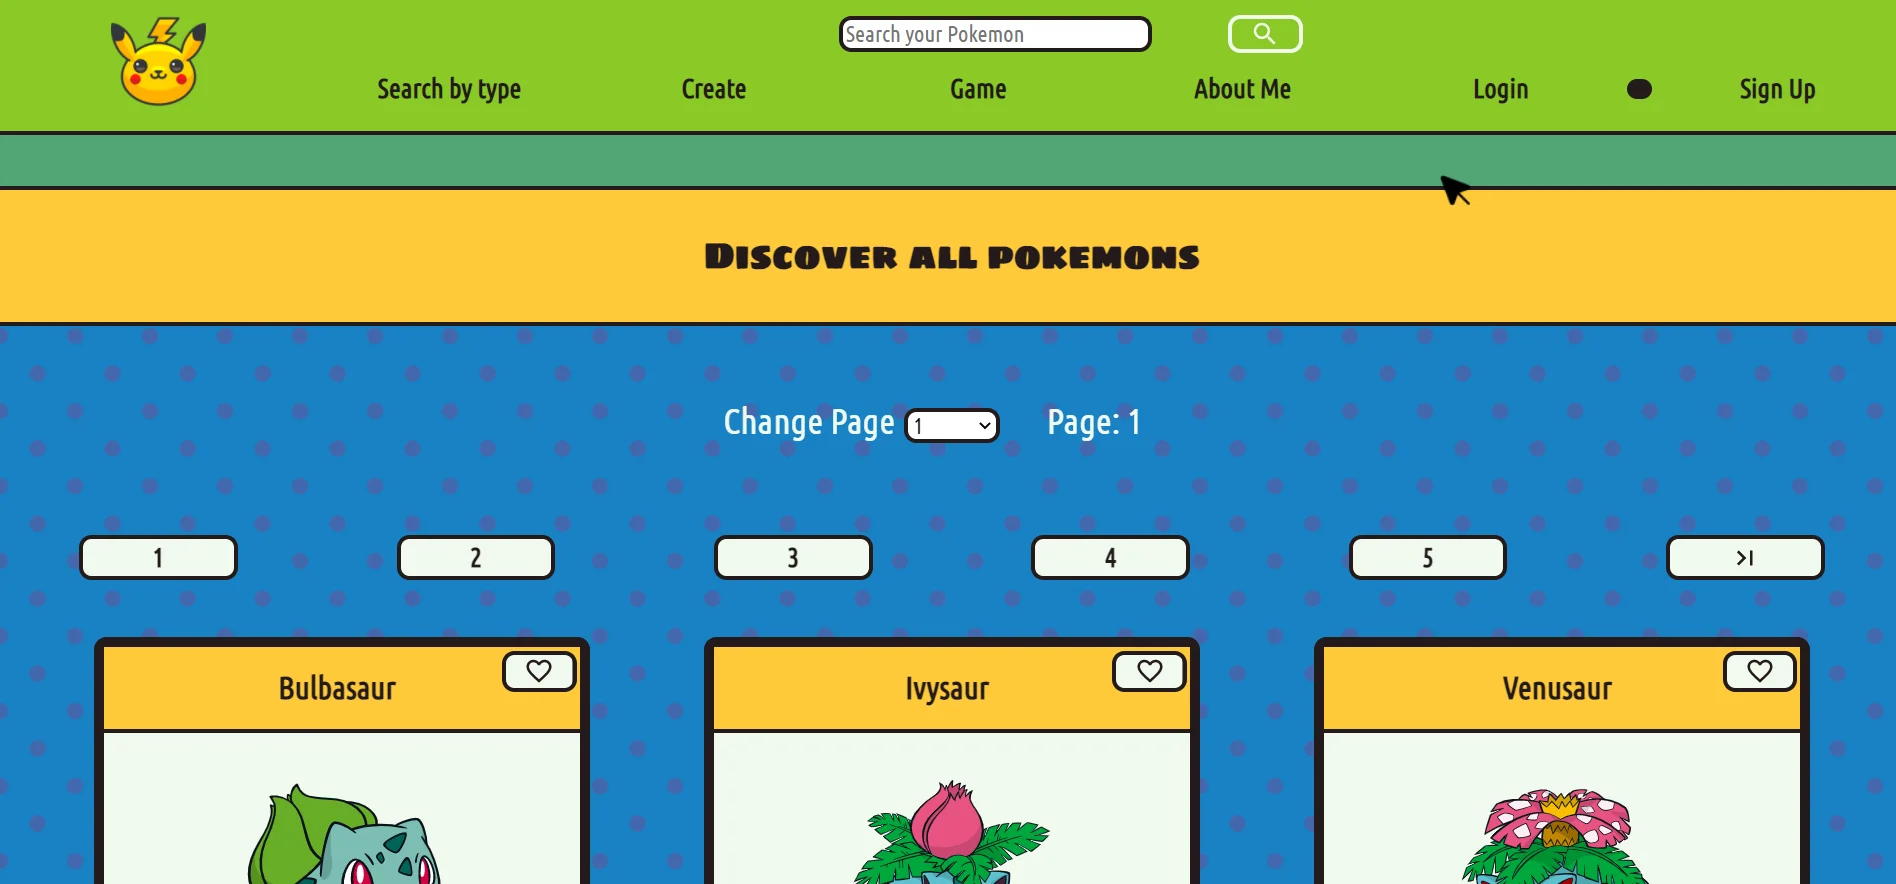 Search your Pokemon
Search by type Create Game About Me Login Sign Up
Discover all pokemons
Change Page 1 Page: 1
1 2 3 4 5
Bulbasaur Ivysaur Venusaur